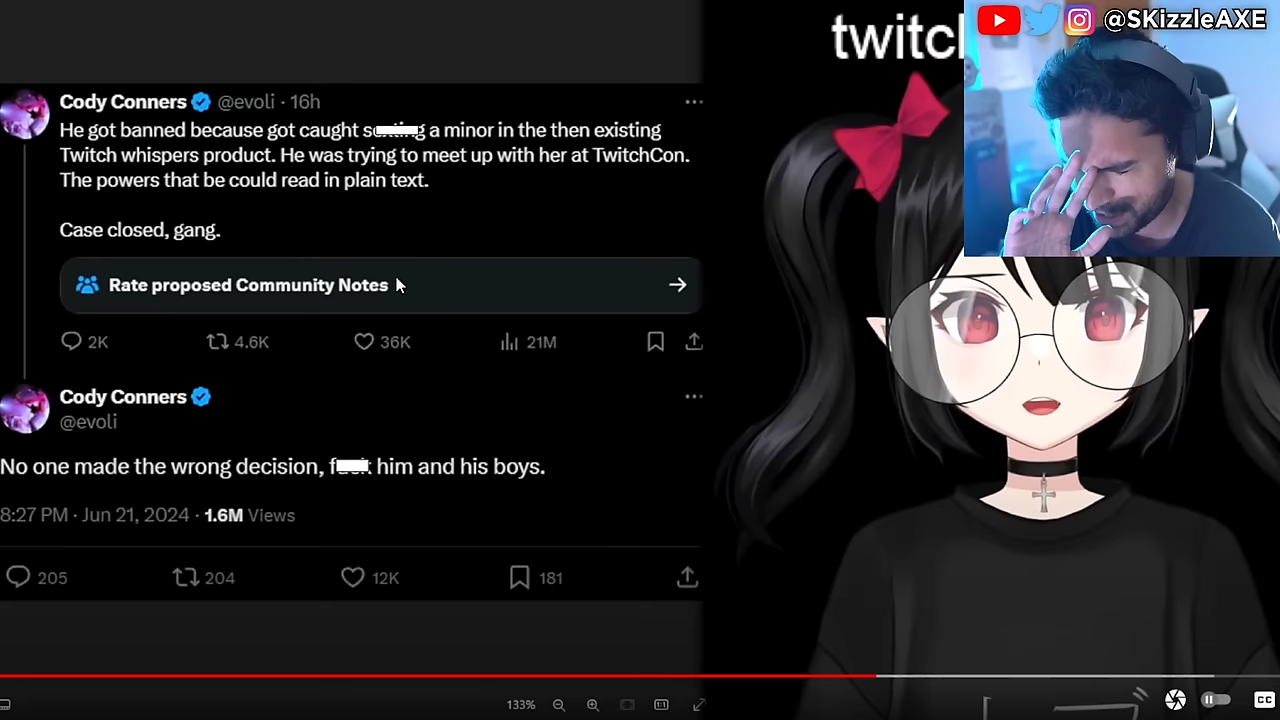 twitch
@SKizzleAXE
Cody Conners @evoli · 16h
He got banned because got caught s a minor in the then existing
Twitch whispers product. He was trying to meet up with her at TwitchCon.
The powers that be could read in plain text.
Case closed, gang.
Rate proposed Community Notes
2K 4.6K 36K 21M
Cody Conners
@evoli
No one made the wrong decision, him and his boys.
8:27 PM · Jun 21, 2024 · 1.6M Views
205 204 12K 181
133%
CC